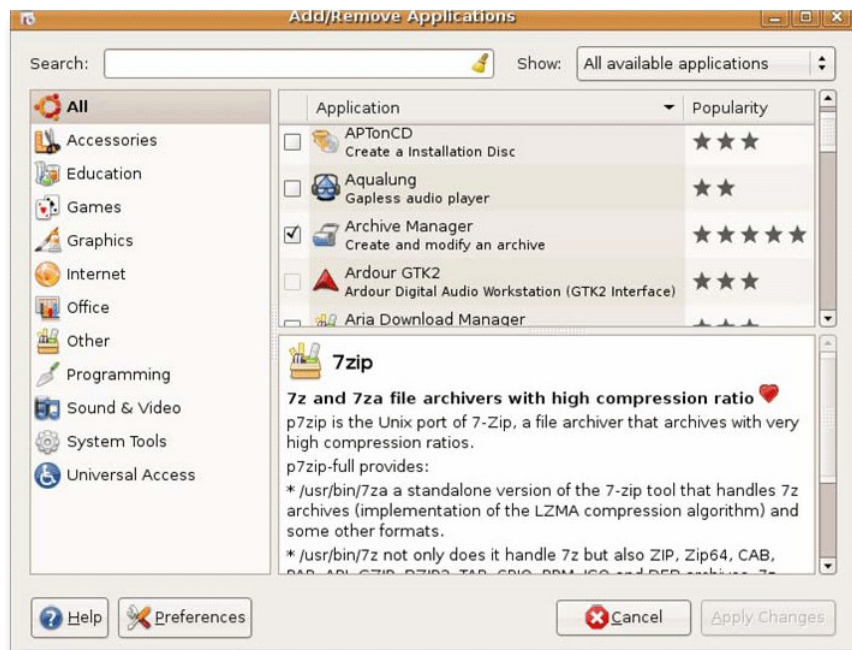 Add/Remove Applications
Search:
Show:
All available applications
All
Accessories
Education
Games
Graphics
Internet
Office
Other
Programming
Sound & Video
System Tools
Universal Access
Application
Popularity
APTonCD
Create a Installation Disc
Aqualung
Gapless audio player
Archive Manager
Create and modify an archive
Ardour GTK2
Ardour Digital Audio Workstation (GTK2 Interface)
Aria Download Manager
7zip
7z and 7za file archivers with high compression ratio
p7zip is the Unix port of 7-Zip, a file archiver that archives with very
high compression ratios.
p7zip-full provides:
* /usr/bin/7za a standalone version of the 7-zip tool that handles 7z
archives (implementation of the LZMA compression algorithm) and
some other formats.
* /usr/bin/7z not only does it handle 7z but also ZIP, Zip64, CAB,
Help
Preferences
Cancel
Apply Changes